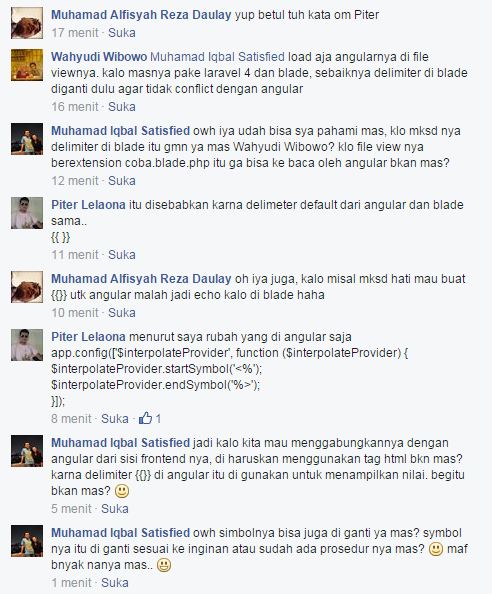 Muhamad Alfisyah Reza Daulay yup betul tuh kata om Piter
17 menit · Suka
Wahyudi Wibowo Muhamad Iqbal Satisfied load aja angularnya di file
viewnya. kalo masnya pake laravel 4 dan blade, sebaiknya delimiter di blade
diganti dulu agar tidak conflict dengan angular
16 menit · Suka
Muhamad Iqbal Satisfied owh iya udah bisa sya pahami mas, klo mksd nya
delimiter di blade itu gmn ya mas Wahyudi Wibowo? klo file view nya
berextension coba.blade.php itu ga bisa ke baca oleh angular bkan mas?
12 menit · Suka
Piter Lelaona itu disebabkan karna delimeter default dari angular dan blade
sama..
{{ }}
11 menit · Suka
Muhamad Alfisyah Reza Daulay oh iya juga, kalo misal mksd hati mau buat
{{}} utk angular malah jadi echo kalo di blade haha
10 menit · Suka
Piter Lelaona menurut saya rubah yang di angular saja
app.config(['$interpolateProvider', function ($interpolateProvider) {
$interpolateProvider.startSymbol('<%');
$interpolateProvider.endSymbol('%>');
}]);
8 menit · Suka · 1
Muhamad Iqbal Satisfied jadi kalo kita mau menggabungkannya dengan
angular dari sisi frontend nya, di haruskan menggunakan tag html bkn mas?
karna delimiter {{}} di angular itu di gunakan untuk menampilkan nilai. begitu
bkan mas?
5 menit · Suka
Muhamad Iqbal Satisfied owh simbolnya bisa juga di ganti ya mas? symbol
nya itu di ganti sesuai ke inginan atau sudah ada prosedur nya mas? maf
bnyak nanya mas..
1 menit · Suka